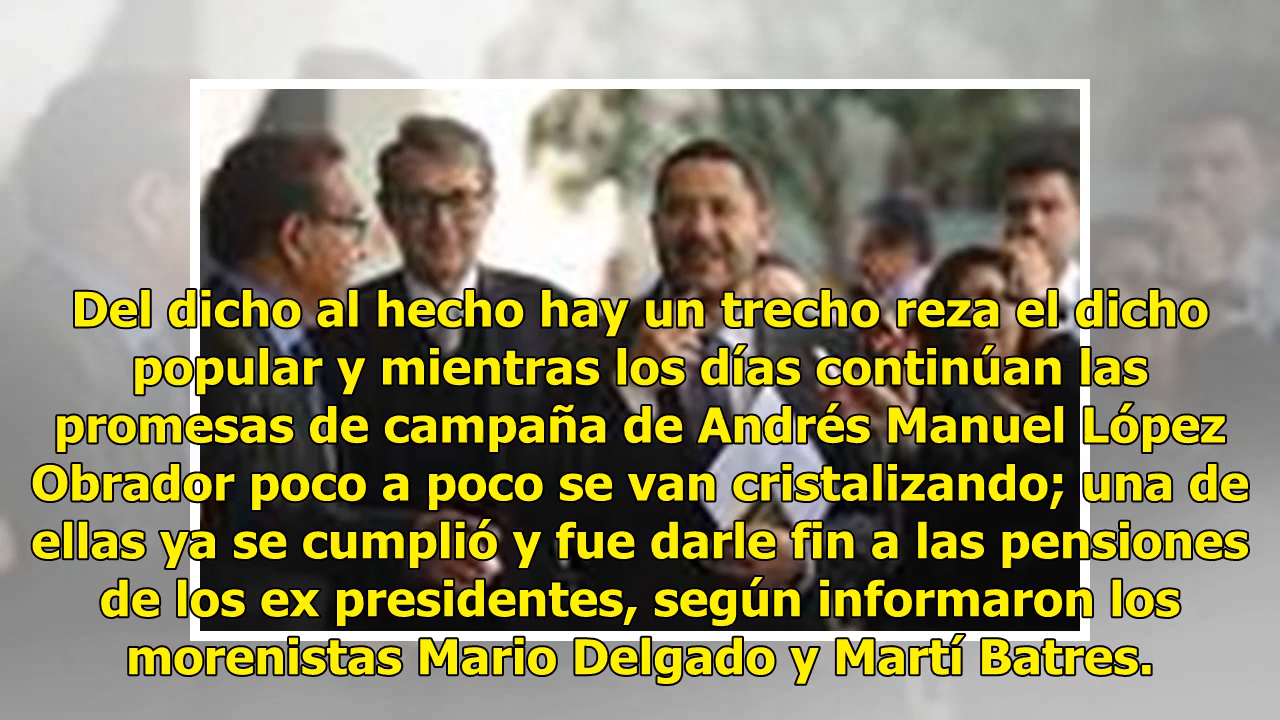 Del dicho al hecho hay un trecho reza el dicho
popular y mientras los días continúan las
promesas de campaña de Andrés Manuel López
Obrador poco a poco se van cristalizando; una de
ellas ya se cumplió y fue darle fin a las pensiones
de los ex presidentes, según informaron los
morenistas Mario Delgado y Martí Batres.